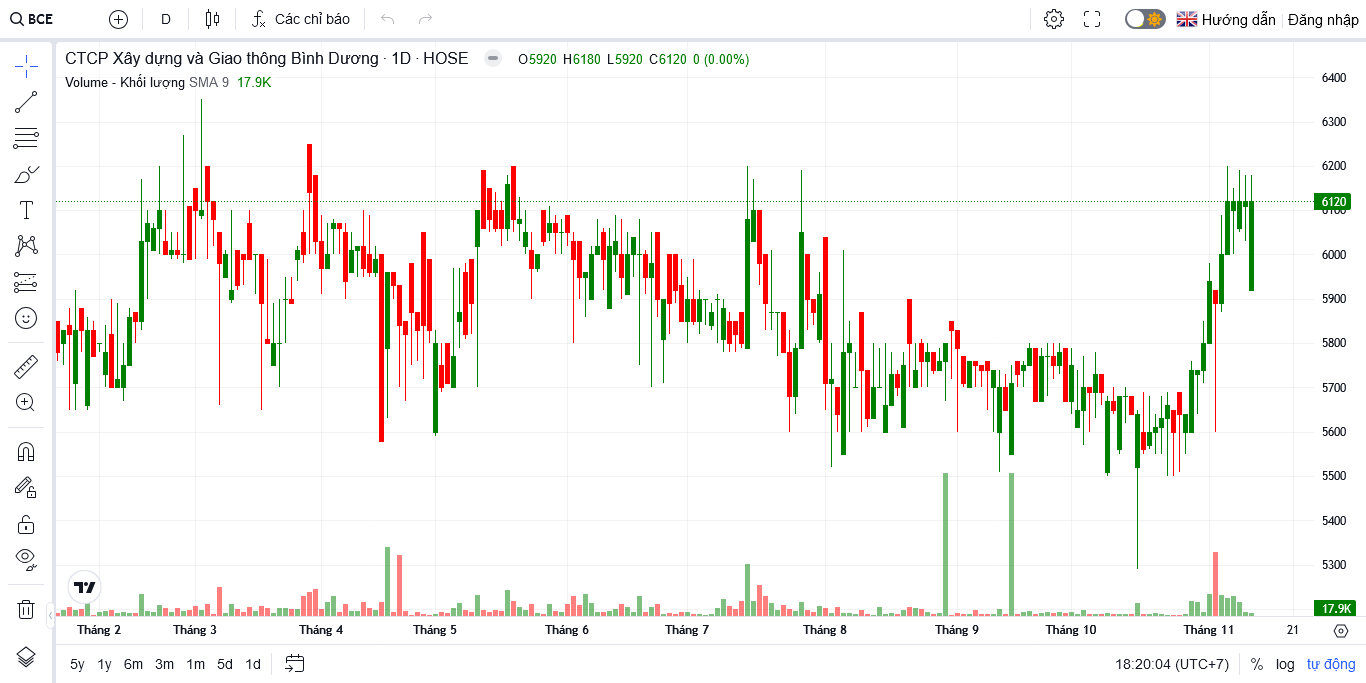 BCE D Các chỉ báo Hướng dẫn Đăng nhập
CTCP Xây dựng và Giao thông Bình Dương · 1D · HOSE O5920 H6180 L5920 C6120 0 (0.00%)
Volume - Khối lượng SMA 9 17.9K
6400
6300
6200
6120
6100
6000
5900
5800
5700
5600
5500
5400
5300
17.9K
Tháng 2 Tháng 3 Tháng 4 Tháng 5 Tháng 6 Tháng 7 Tháng 8 Tháng 9 Tháng 10 Tháng 11 21
5y 1y 6m 3m 1m 5d 1d 18:20:04 (UTC+7) % log tự động